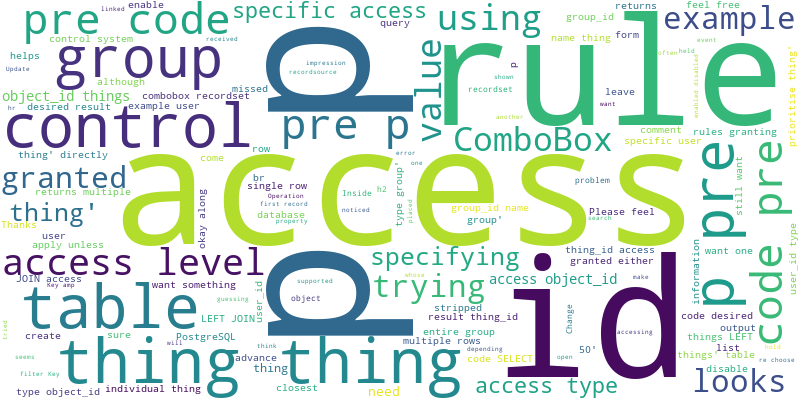 linked enable
pre code
specific access
query
returns
feel free
group_id
using
example
control system
received
helps
Update
group
although
impression
recordsource
p
rule
name thing
form
p
event
often held
enabled disabled
prioritise thing'
object_id things
combobox recordset
missed
shown
recordset
leave
want
another
hr
desired result
example user
control
pre p
value
ComboBox
comment
rules granting
specific user
row
thing' directly
come
br
error
one
problem
still want
code pre
p pre
granted
returns multiple
single row
Operation
first record
Inside
h2
type group'
placed
access
Thanks
thing'
okay along
database
property
noticed
group_id name
group'
Please feel
search
user
apply unless
access level
JOIN access
Key amp
want something
p
supported
object
specifying
thing_id access
granted either
make
information
want one
user_id type
trying
access object_id
id
table
create
sure
guessing
LEFT JOIN
user_id
stripped
result thing_id
Change
50'
code desired
output
list
things LEFT
tried
seems
will
PostgreSQL
think
multiple rows
entire group
depending
accessing
things' table
re choose
disable
hold
thing thing
advance
thing
closest
code SELECT
open
filter Key
type object_id
individual thing
need
access type
looks
whose